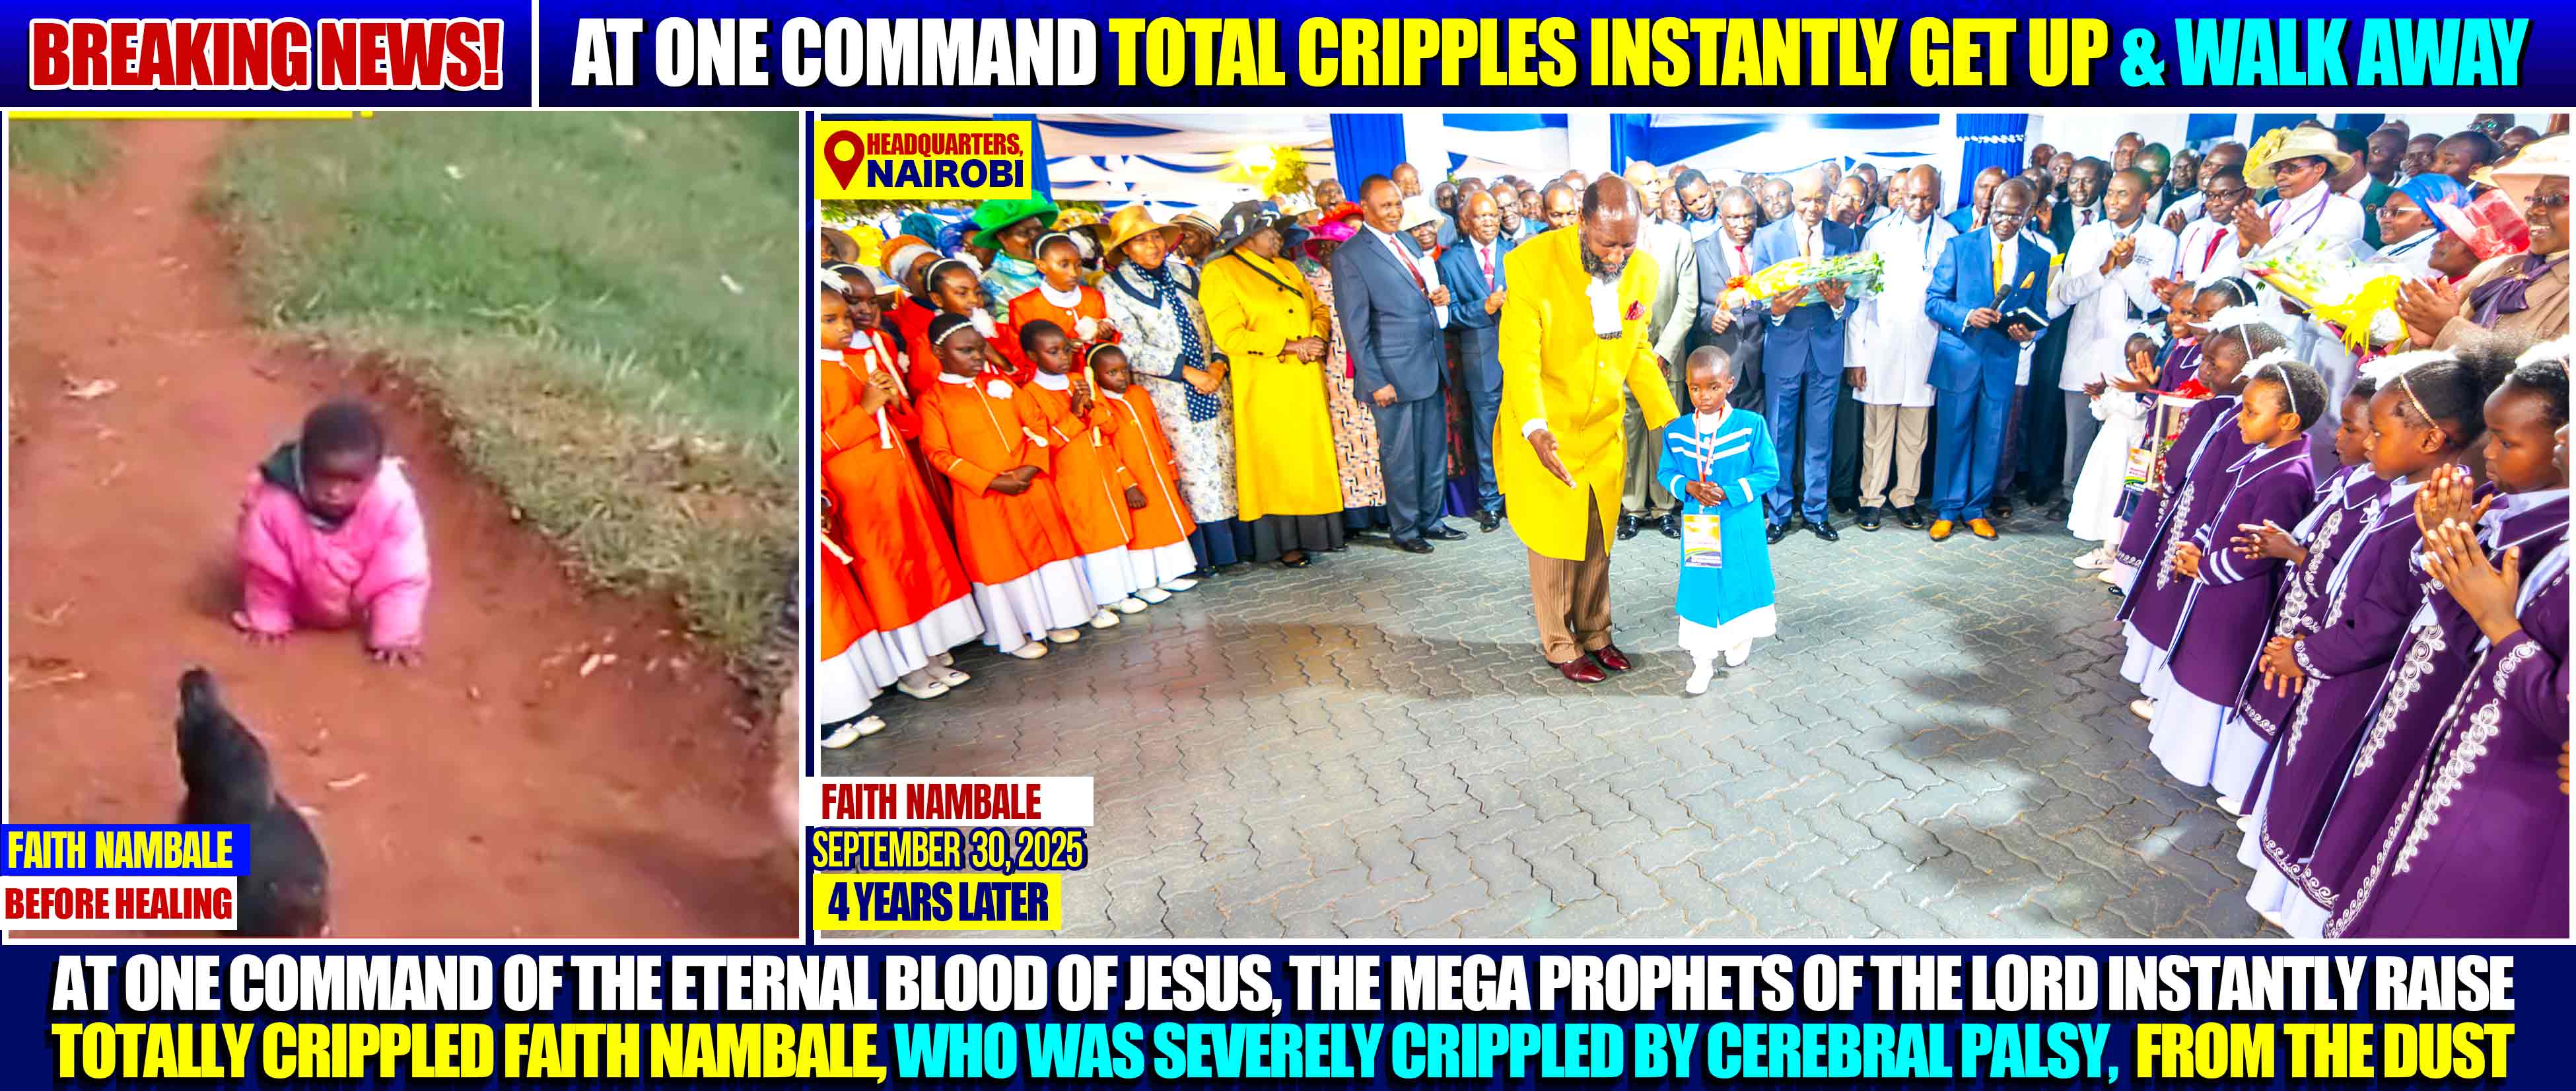 BREAKING NEWS!
AT ONE COMMAND TOTAL CRIPPLES INSTANTLY GET UP & WALK AWAY
HEADQUARTERS,
NAIROBI
FAITH NAMBALE
BEFORE HEALING
FAITH NAMBALE
SEPTEMBER 30, 2025
4 YEARS LATER
AT ONE COMMAND OF THE ETERNAL BLOOD OF JESUS, THE MEGA PROPHETS OF THE LORD INSTANTLY RAISE
TOTALLY CRIPPLED FAITH NAMBALE, WHO WAS SEVERELY CRIPPLED BY CEREBRAL PALSY, FROM THE DUST